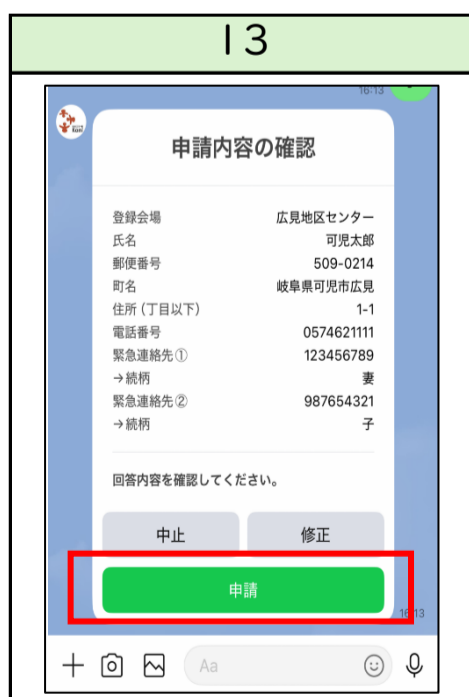 13
16:13
申請内容の確認
登録会場 広見地区センター
氏名 可児太郎
郵便番号 509-0214
町名 岐阜県可児市広見
住所（丁目以下） 1-1
電話番号 0574621111
緊急連絡先① 123456789
→続柄 妻
緊急連絡先② 987654321
→続柄 子
回答内容を確認してください。
中止 修正
申請
16:13
Aa